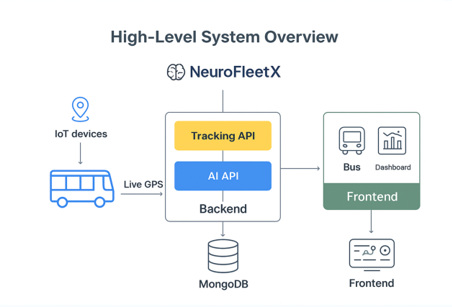 High-Level System Overview
NeuroFleetX
IoT devices
Live GPS
Tracking API
AI API
Backend
MongoDB
Bus
Dashboard
Frontend
Frontend